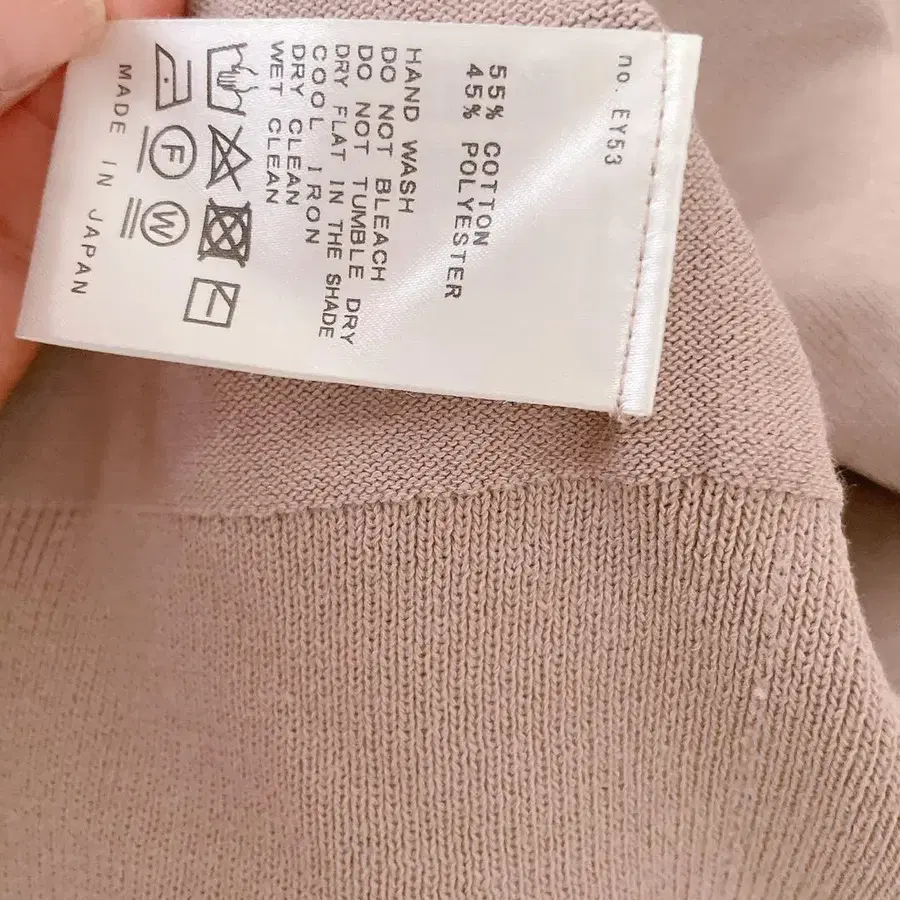 no. EY53
55% COTTON
45% POLYESTER
HAND WASH
DO NOT BLEACH
DO NOT TUMBLE DRY
DRY FLAT IN THE SHADE
COOL IRON
DRY CLEAN
WET CLEAN
F
W
MADE IN JAPAN